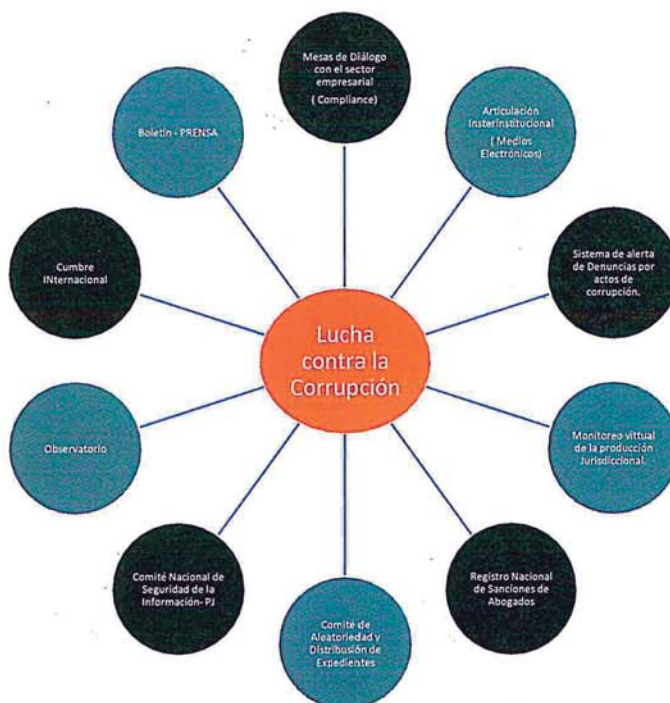 Mesas de Diálogo
con el sector
empresarial
( Compliance)
Articulación
Insterinstitucional
( Medios
Electrónicos)
Sistema de alerta
de Denuncias por
actos de
corrupción.
Monitoreo vittual
de la producción
Jurisdiccional.
Registro Nacional
de Sanciones de
Abogados
Comité de
Aleatoriedad y
Distribusión de
Expedientes
Comité Nacional de
Seguridad de la
Información- PJ
Observatorio
Cumbre
INternacional
Boletín - PRENSA
Lucha
contra la
Corrupción